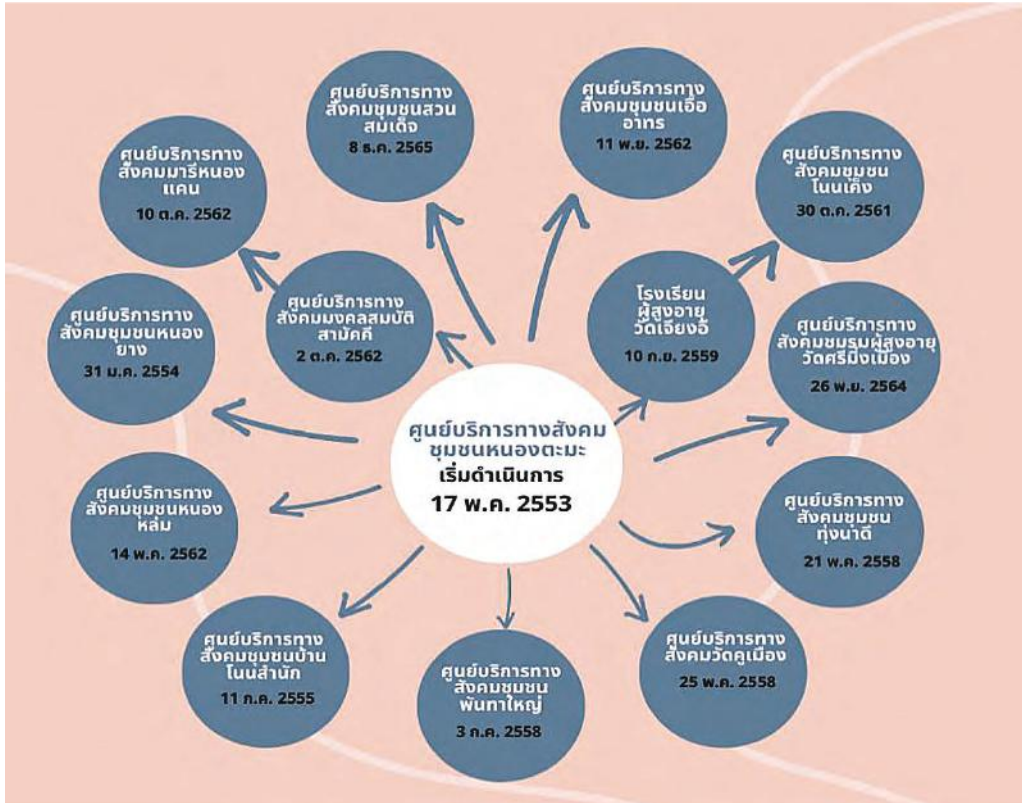 ศูนย์บริการทาง
สังคมชุมชนสวน
สมเด็จ
8 ธ.ค. 2565
ศูนย์บริการทาง
สังคมชุมชนเอื้อ
อาทร
11 พ.ย. 2562
ศูนย์บริการทาง
สังคมมารีหนอง
แคน
10 ต.ค. 2562
ศูนย์บริการทาง
สังคมชุมชน
โนนเค็ง
30 ต.ค. 2561
ศูนย์บริการทาง
สังคมชุมชนหนอง
ยาง
31 ม.ค. 2554
ศูนย์บริการทาง
สังคมมงคลสมบัติ
สามัคคี
2 ต.ค. 2562
โรงเรียน
ผู้สูงอายุ
วัดเจียงอี
10 ก.ย. 2559
ศูนย์บริการทาง
สังคมชมรมผู้สูงอายุ
วัดศรีมิ่งเมือง
26 พ.ย. 2564
ศูนย์บริการทางสังคม
ชุมชนหนองตะมะ
เริ่มดำเนินการ
17 พ.ค. 2553
ศูนย์บริการทาง
สังคมชุมชนหนอง
หล่ม
14 พ.ค. 2562
ศูนย์บริการทาง
สังคมชุมชน
ทุ่งนาดี
21 พ.ค. 2558
ศูนย์บริการทาง
สังคมชุมชนบ้าน
โนนสำนัก
11 ก.ค. 2555
ศูนย์บริการทาง
สังคมชุมชน
พันทาใหญ่
3 ก.ค. 2558
ศูนย์บริการทาง
สังคมวัดคูเมือง
25 พ.ค. 2558